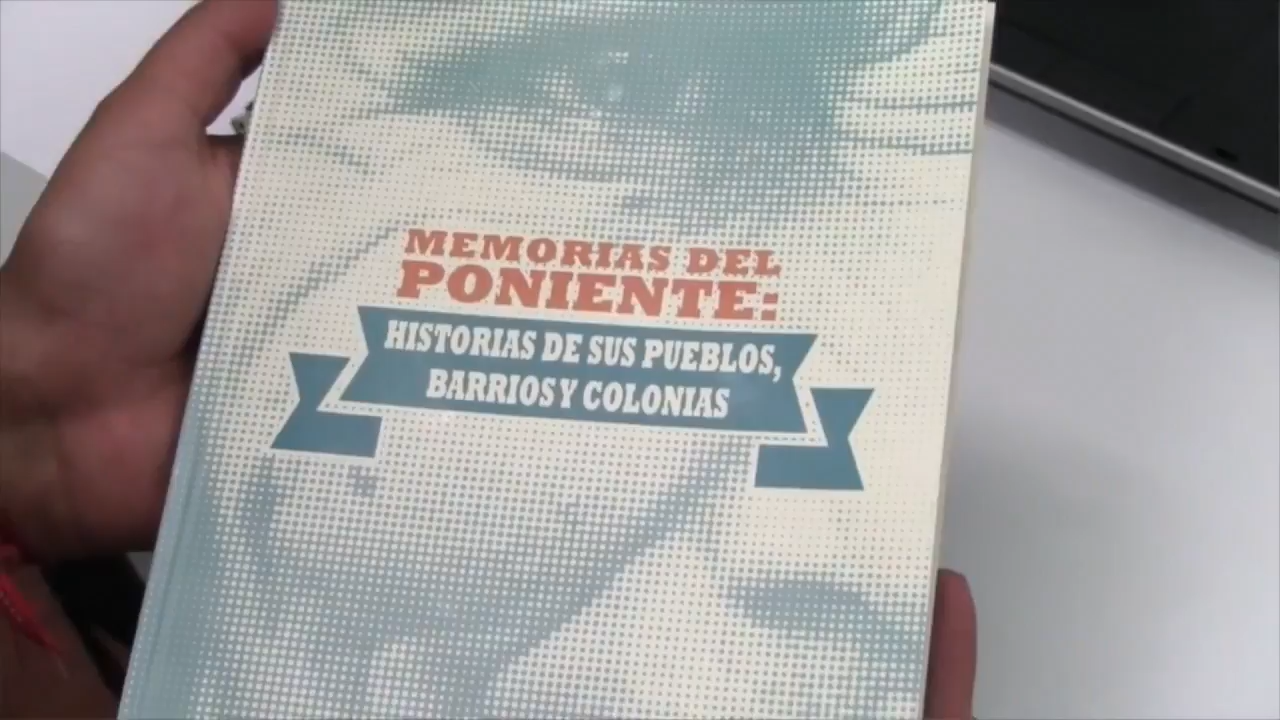 MEMORIAS DEL
PONIENTE:
HISTORIAS DE SUS PUEBLOS,
BARRIOS Y COLONIAS